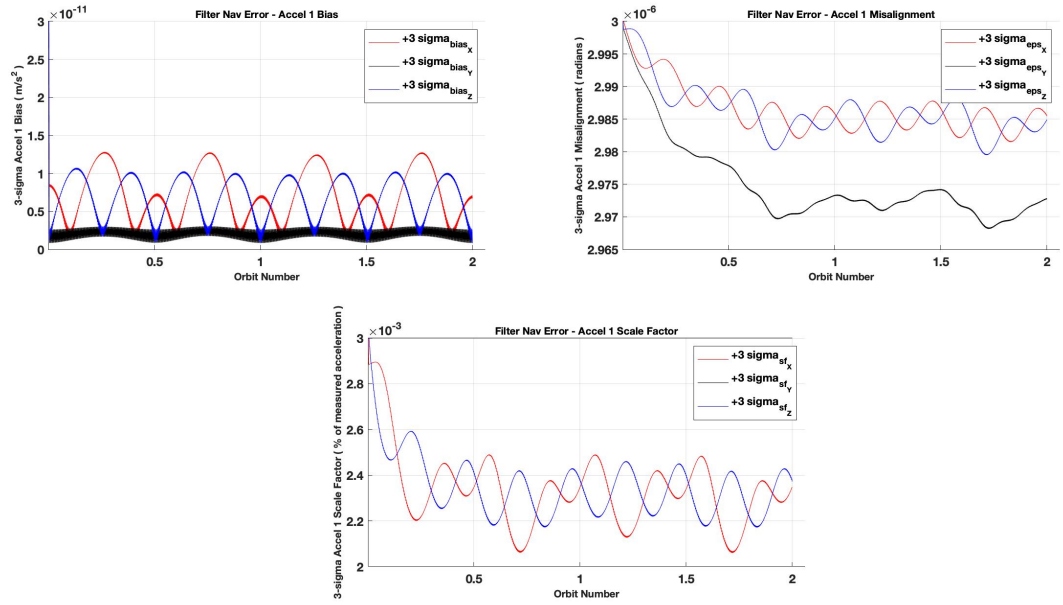 ×10⁻¹¹
Filter Nav Error - Accel 1 Bias
3-sigma Accel 1 Bias ( m/s²)
3
2.5
2
1.5
1
0.5
0
+3 sigma_bias_X
+3 sigma_bias_Y
+3 sigma_bias_Z
0.5 1 1.5 2
Orbit Number
×10⁻⁶
Filter Nav Error - Accel 1 Misalignment
3-sigma Accel 1 Misalignment ( radians)
3
2.995
2.99
2.985
2.98
2.975
2.97
2.965
+3 sigma_eps_X
+3 sigma_eps_Y
+3 sigma_eps_Z
0.5 1 1.5 2
Orbit Number
×10⁻³
Filter Nav Error - Accel 1 Scale Factor
3-sigma Accel 1 Scale Factor ( % of measured acceleration )
3
2.8
2.6
2.4
2.2
2
+3 sigma_sf_X
+3 sigma_sf_Y
+3 sigma_sf_Z
0.5 1 1.5 2
Orbit Number